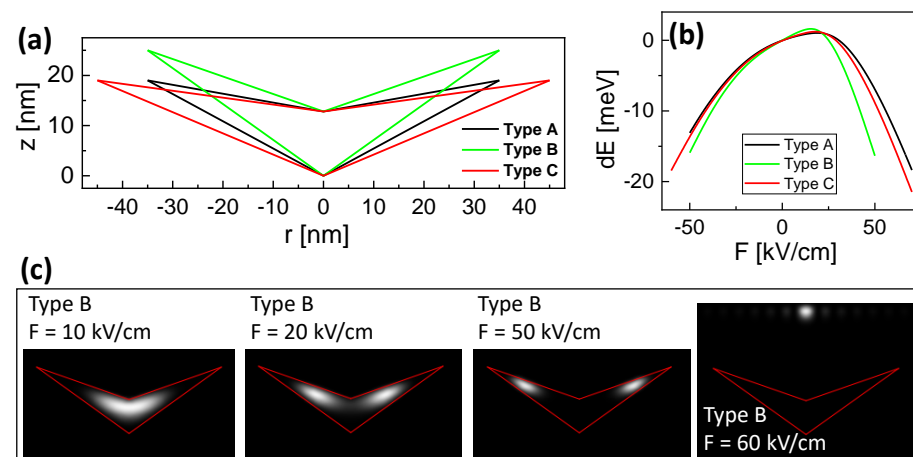 (a)
z [nm]
20
10
0
-40 -30 -20 -10 0 10 20 30 40
r [nm]
Type A
Type B
Type C
(b)
dE [meV]
0
-10
-20
-50 0 50
F [kV/cm]
Type A
Type B
Type C
(c)
Type B
F = 10 kV/cm
Type B
F = 20 kV/cm
Type B
F = 50 kV/cm
Type B
F = 60 kV/cm